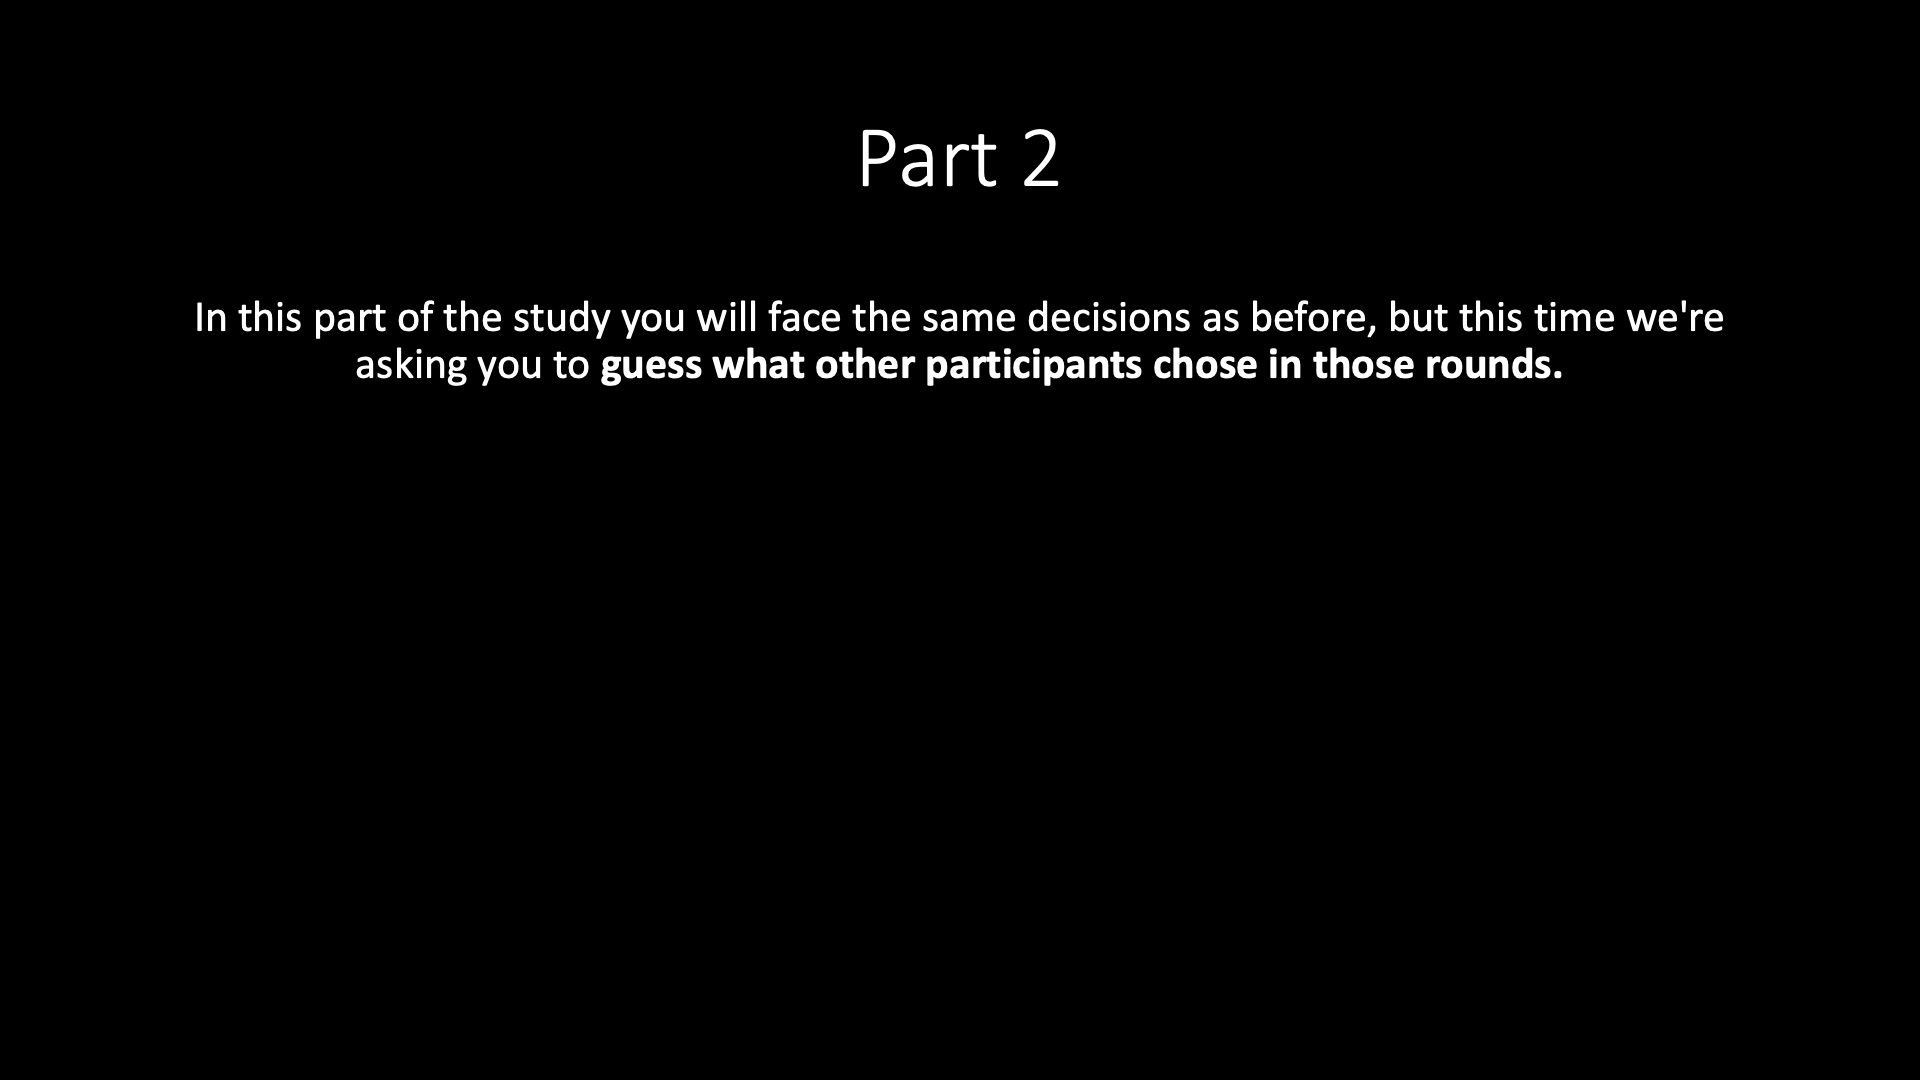 Part 2
In this part of the study you will face the same decisions as before, but this time we're
asking you to guess what other participants chose in those rounds.